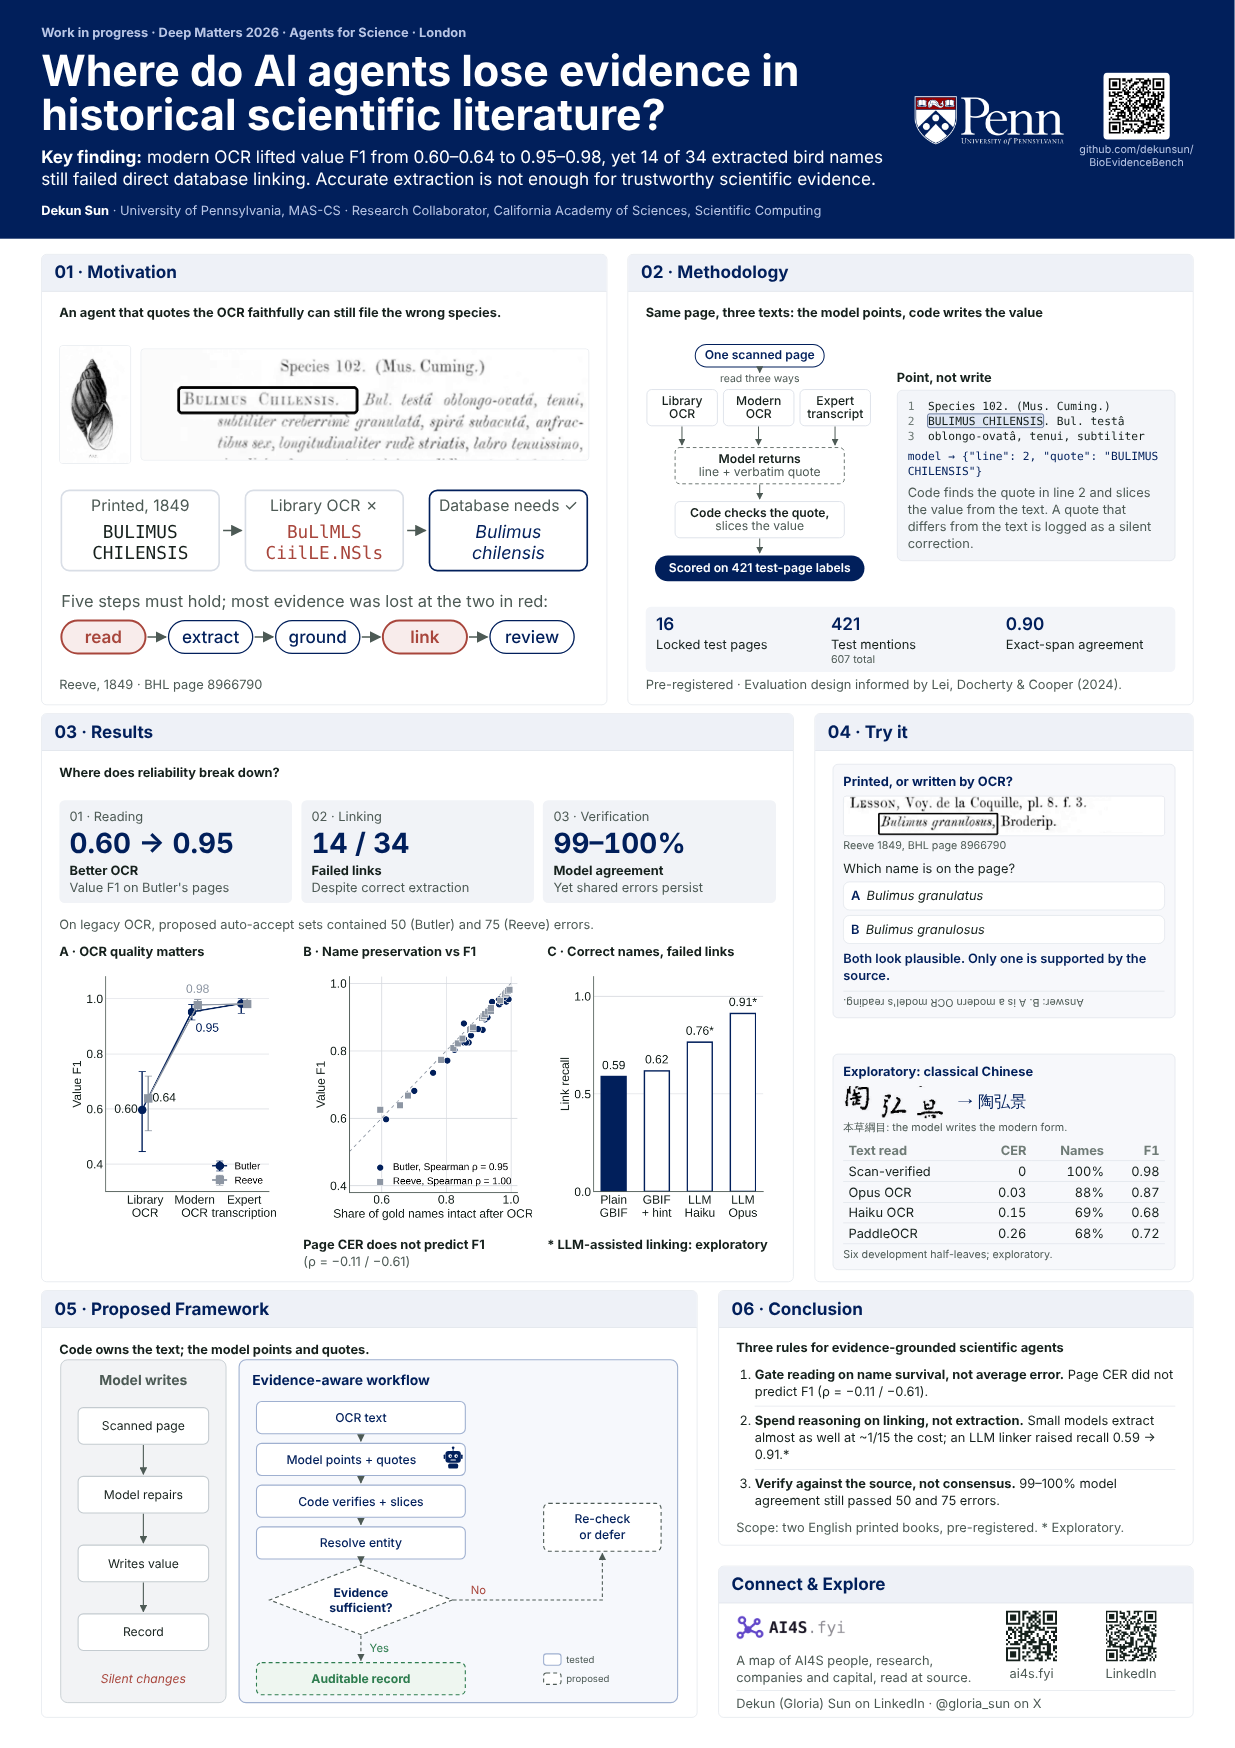 Work in progress · Deep Matters 2026 · Agents for Science · London
Where do AI agents lose evidence in
historical scientific literature?
Key finding: modern OCR lifted value F1 from 0.60–0.64 to 0.95–0.98, yet 14 of 34 extracted bird names
still failed direct database linking. Accurate extraction is not enough for trustworthy scientific evidence.
Dekun Sun · University of Pennsylvania, MAS-CS · Research Collaborator, California Academy of Sciences, Scientific Computing
Penn
UNIVERSITY of PENNSYLVANIA
github.com/dekunsun/
BioEvidenceBench
01 · Motivation
An agent that quotes the OCR faithfully can still file the wrong species.
Species 102. (Mus. Cuming.)
BULIMUS CHILENSIS. Bul. testâ oblongo-ovatâ, tenui,
subtiliter creberrimè granulatâ, spirâ subacutâ, anfrac-
tibus sex, longitudinaliter rudè striatis, labro tenuissimo,
Printed, 1849
BULIMUS
CHILENSIS
Library OCR ×
BuLlMLS
CiilLE.NSls
Database needs ✓
Bulimus
chilensis
Five steps must hold; most evidence was lost at the two in red:
read
extract
ground
link
review
Reeve, 1849 · BHL page 8966790
02 · Methodology
Same page, three texts: the model points, code writes the value
One scanned page
read three ways
Library
OCR
Modern
OCR
Expert
transcript
Model returns
line + verbatim quote
Code checks the quote,
slices the value
Scored on 421 test-page labels
Point, not write
1 Species 102. (Mus. Cuming.)
2 BULIMUS CHILENSIS. Bul. testâ
3 oblongo-ovatâ, tenui, subtiliter
model → {"line": 2, "quote": "BULIMUS
CHILENSIS"}
Code finds the quote in line 2 and slices
the value from the text. A quote that
differs from the text is logged as a silent
correction.
16
Locked test pages
421
Test mentions
607 total
0.90
Exact-span agreement
Pre-registered · Evaluation design informed by Lei, Docherty & Cooper (2024).
03 · Results
Where does reliability break down?
01 · Reading
0.60 → 0.95
Better OCR
Value F1 on Butler's pages
02 · Linking
14 / 34
Failed links
Despite correct extraction
03 · Verification
99–100%
Model agreement
Yet shared errors persist
On legacy OCR, proposed auto-accept sets contained 50 (Butler) and 75 (Reeve) errors.
A · OCR quality matters
Value F1
1.0
0.8
0.6
0.4
0.98
0.95
0.60
0.64
Butler
Reeve
Library
OCR
Modern
OCR
Expert
transcription
B · Name preservation vs F1
Value F1
1.0
0.8
0.6
0.4
Butler, Spearman ρ = 0.95
Reeve, Spearman ρ = 1.00
0.6 0.8 1.0
Share of gold names intact after OCR
Page CER does not predict F1
(ρ = −0.11 / −0.61)
C · Correct names, failed links
Link recall
1.0
0.5
0.0
0.59
0.62
0.76*
0.91*
Plain
GBIF
GBIF
+ hint
LLM
Haiku
LLM
Opus
* LLM-assisted linking: exploratory
04 · Try it
Printed, or written by OCR?
LESSON, Voy. de la Coquille, pl. 8. f. 3.
Bulimus granulosus, Broderip.
Reeve 1849, BHL page 8966790
Which name is on the page?
A Bulimus granulatus
B Bulimus granulosus
Both look plausible. Only one is supported by the
source.
Answer: B. A is a modern OCR model's reading.
Exploratory: classical Chinese
陶弘景 → 陶弘景
本草綱目: the model writes the modern form.
Text read CER Names F1
Scan-verified 0 100% 0.98
Opus OCR 0.03 88% 0.87
Haiku OCR 0.15 69% 0.68
PaddleOCR 0.26 68% 0.72
Six development half-leaves; exploratory.
05 · Proposed Framework
Code owns the text; the model points and quotes.
Model writes
Scanned page
Model repairs
Writes value
Record
Silent changes
Evidence-aware workflow
OCR text
Model points + quotes
Code verifies + slices
Resolve entity
Evidence
sufficient?
No
Re-check
or defer
Yes
Auditable record
tested
proposed
06 · Conclusion
Three rules for evidence-grounded scientific agents
1. Gate reading on name survival, not average error. Page CER did not
predict F1 (ρ = −0.11 / −0.61).
2. Spend reasoning on linking, not extraction. Small models extract
almost as well at ~1/15 the cost; an LLM linker raised recall 0.59 →
0.91.*
3. Verify against the source, not consensus. 99–100% model
agreement still passed 50 and 75 errors.
Scope: two English printed books, pre-registered. * Exploratory.
Connect & Explore
AI4S.fyi
A map of AI4S people, research,
companies and capital, read at source.
ai4s.fyi
LinkedIn
Dekun (Gloria) Sun on LinkedIn · @gloria_sun on X